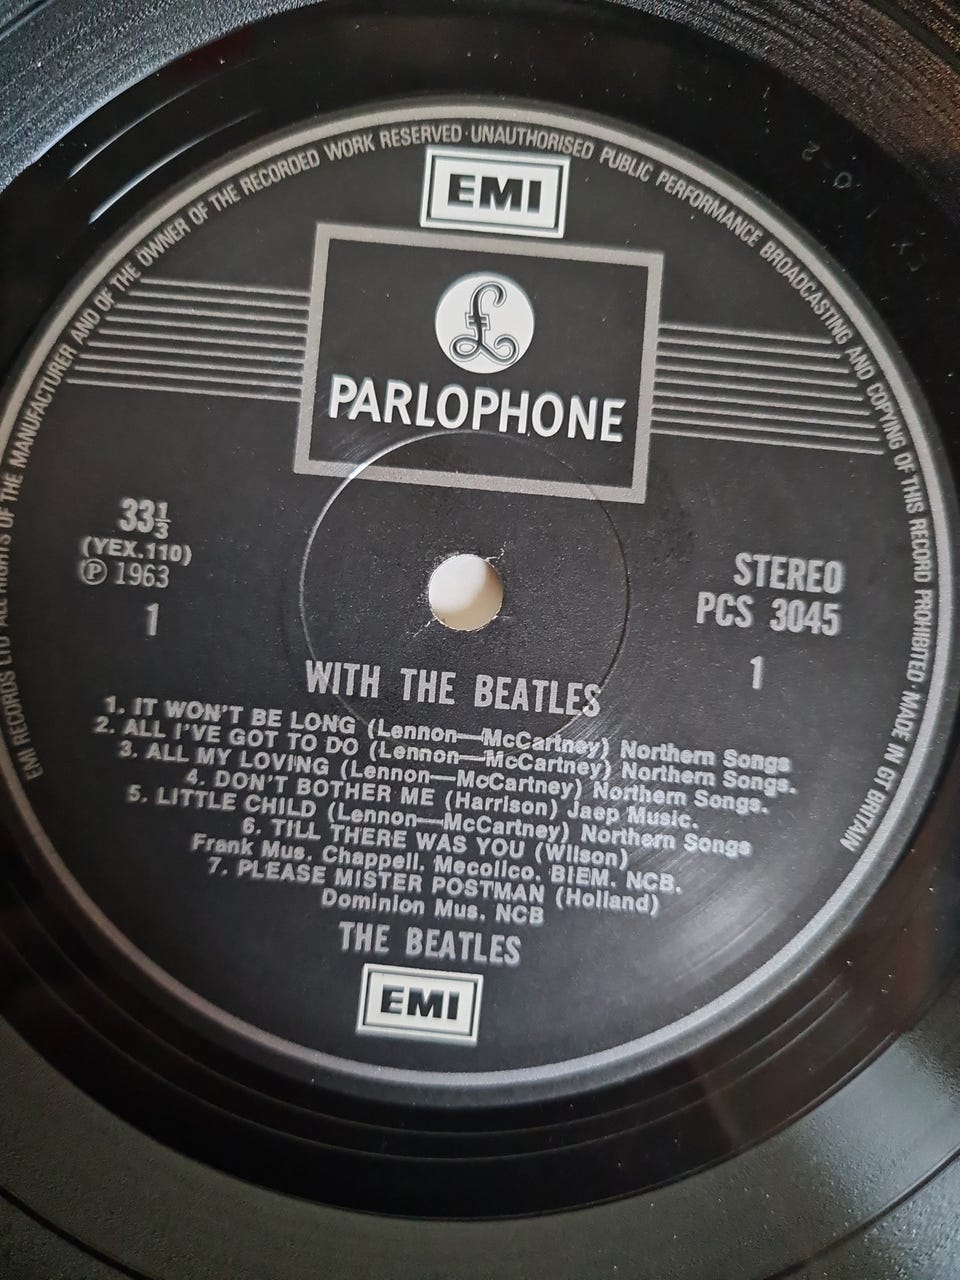 EMI RECORDS LTD ALL RIGHTS OF THE MANUFACTURER AND OF THE OWNER OF THE RECORDED WORK RESERVED·UNAUTHORISED PUBLIC PERFORMANCE BROADCASTING AND COPYING OF THIS RECORD PROHIBITED·MADE IN GT BRITAIN
EMI
£
PARLOPHONE
33⅓
(YEX.110)
℗ 1963
1
STEREO
PCS 3045
1
WITH THE BEATLES
1. IT WON'T BE LONG (Lennon—McCartney) Northern Songs
2. ALL I'VE GOT TO DO (Lennon—McCartney) Northern Songs.
3. ALL MY LOVING (Lennon—McCartney) Northern Songs.
4. DON'T BOTHER ME (Harrison) Jaep Music.
5. LITTLE CHILD (Lennon—McCartney) Northern Songs
6. TILL THERE WAS YOU (Wilson)
Frank Mus. Chappell. Mecolico. BIEM. NCB.
7. PLEASE MISTER POSTMAN (Holland)
Dominion Mus. NCB
THE BEATLES
EMI